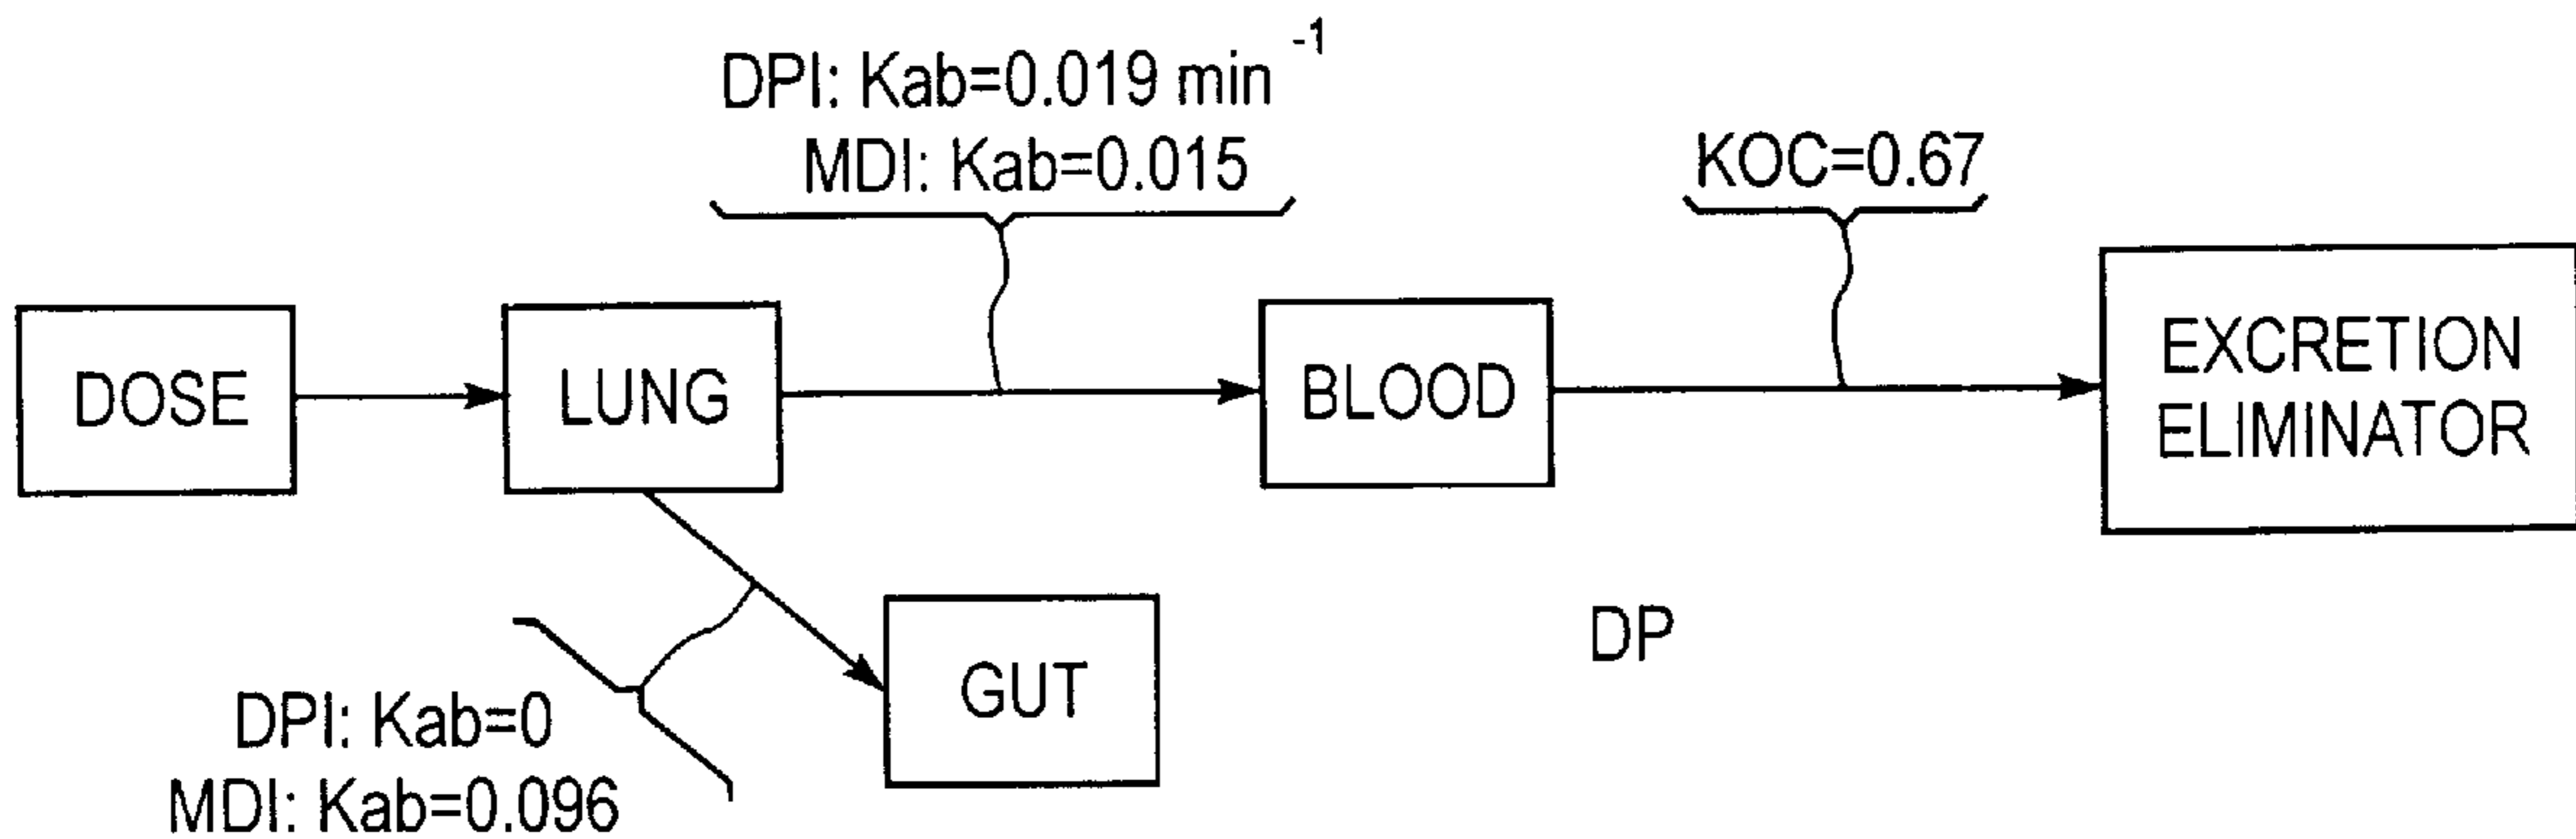 DPI: Kab=0.019 min⁻¹
MDI: Kab=0.015
KOC=0.67
DOSE
LUNG
BLOOD
EXCRETION
ELIMINATOR
DP
GUT
DPI: Kab=0
MDI: Kab=0.096